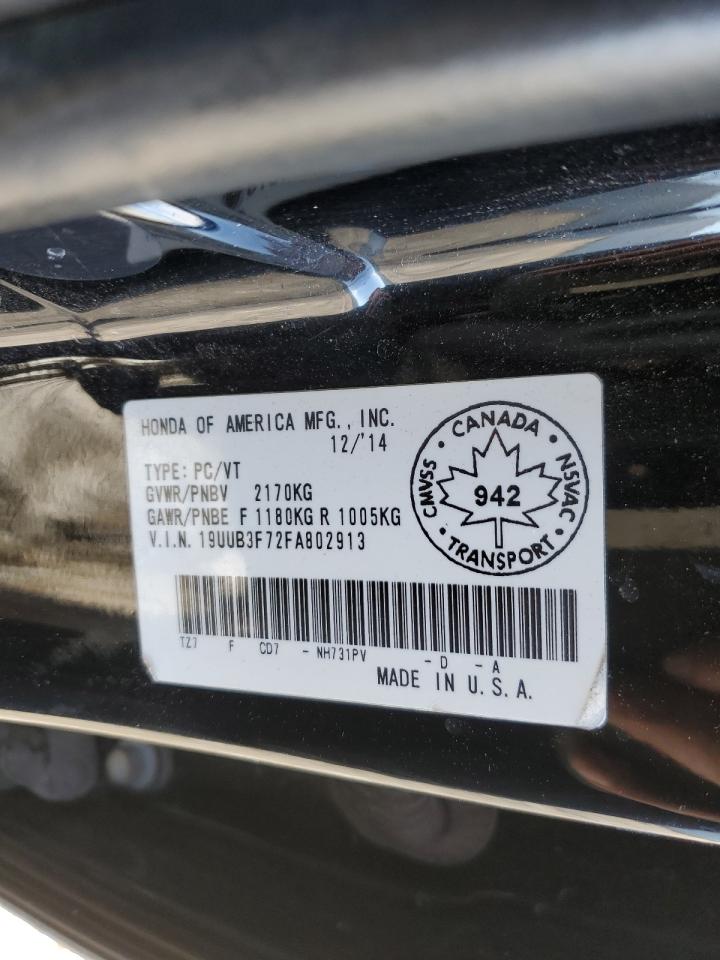 HONDA OF AMERICA MFG., INC.
12/'14
TYPE: PC/VT
GVWR/PNBV 2170KG
GAWR/PNBE F 1180KG R 1005KG
V.I.N. 19UUB3F72FA802913
CANADA
CMVSS
NSVAC
942
TRANSPORT
TZ7 F CD7 - NH731PV - D - A
MADE IN U.S.A.